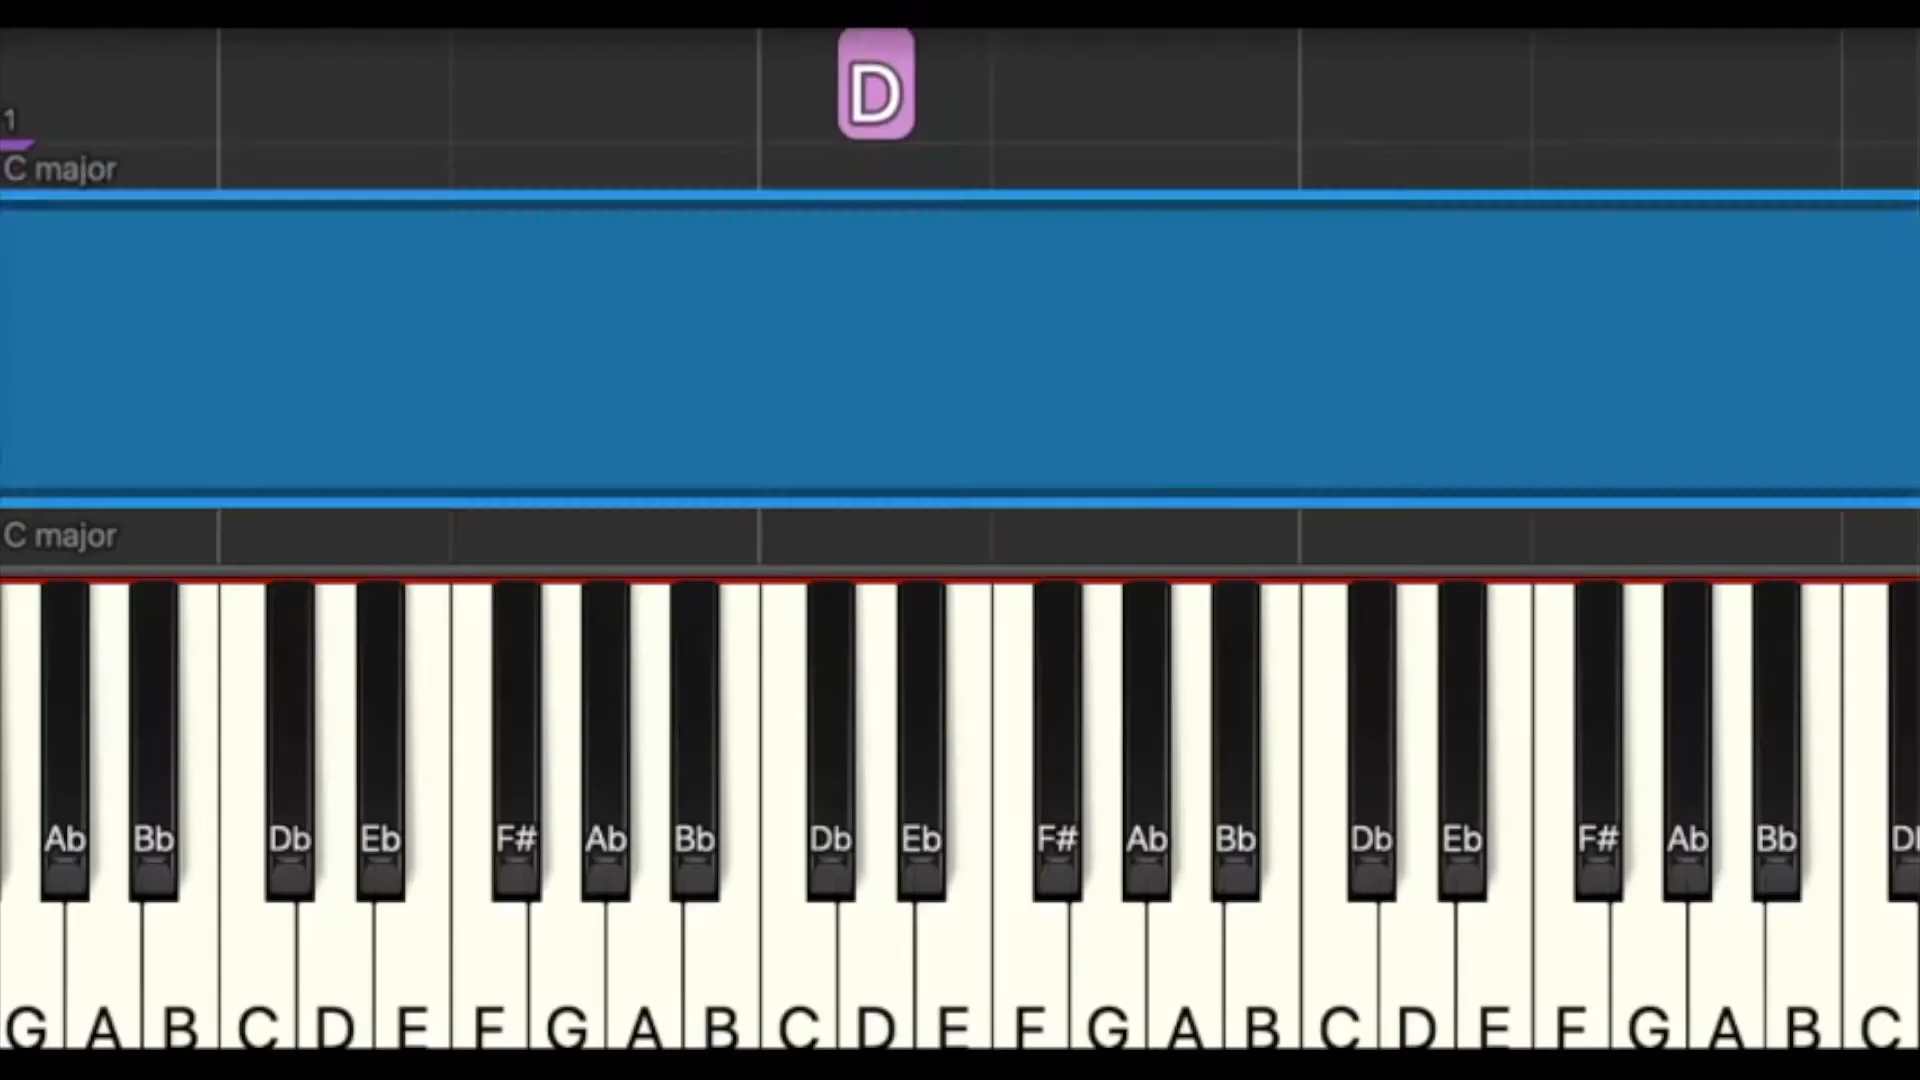 D
1
C major
C major
Ab Bb Db Eb F# Ab Bb Db Eb F# Ab Bb Db Eb F# Ab Bb
G A B C D E F G A B C D E F G A B C D E F G A B C